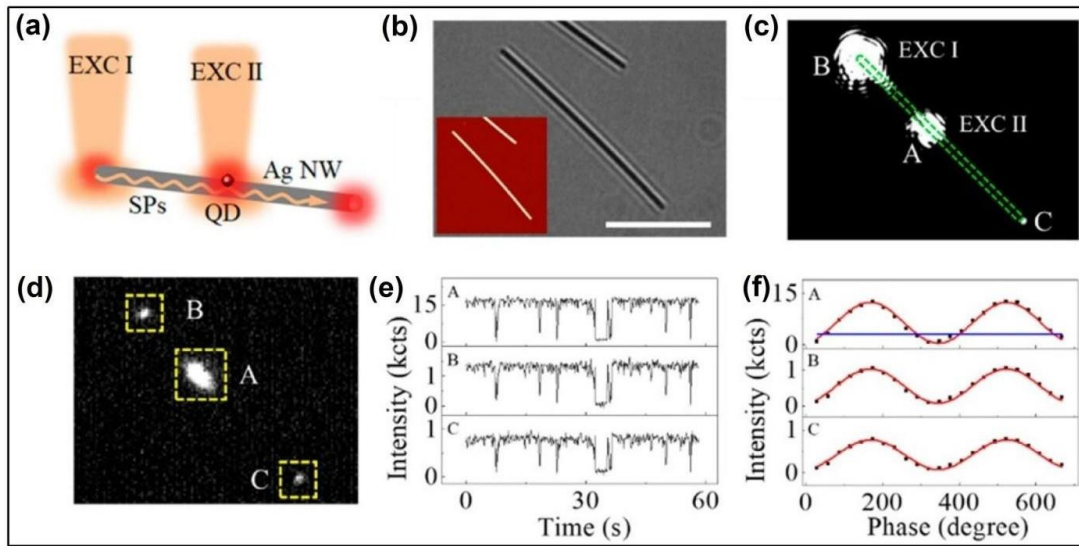 (a)
EXC I
EXC II
Ag NW
SPs
QD
(b)
(c)
B
EXC I
EXC II
A
C
(d)
B
A
C
(e)
Intensity (kcts)
A
15
0
B
1
0
C
1
0
0
30
60
Time (s)
(f)
Intensity (kcts)
A
15
0
B
1
0
C
1
0
0
200
400
600
Phase (degree)